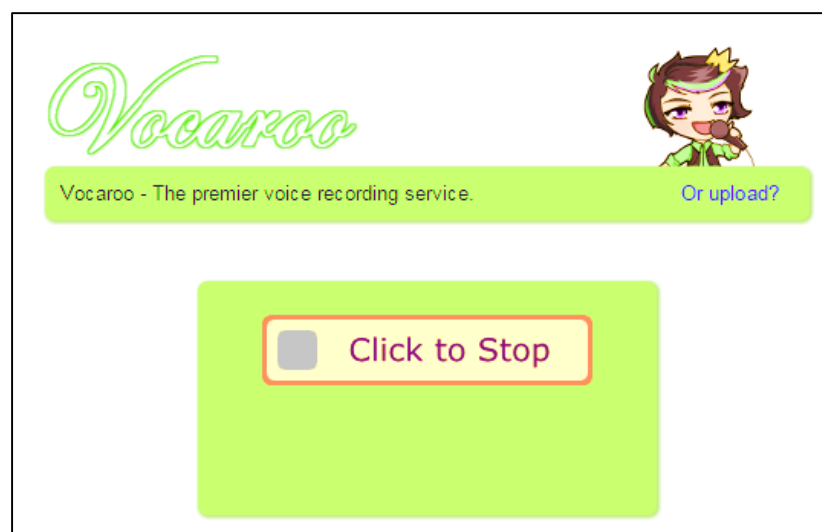 Vocaroo
Vocaroo - The premier voice recording service.
Or upload?
Click to Stop